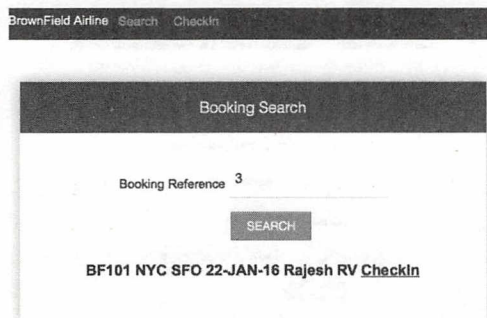 BrownField Airline Search CheckIn
Booking Search
Booking Reference 3
SEARCH
BF101 NYC SFO 22-JAN-16 Rajesh RV CheckIn